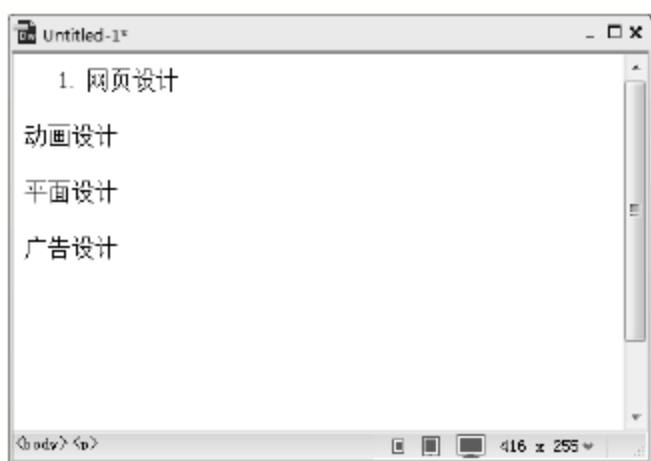 Untitled-1*
1. 网页设计
动画设计
平面设计
广告设计
<body> <p> 416 x 255